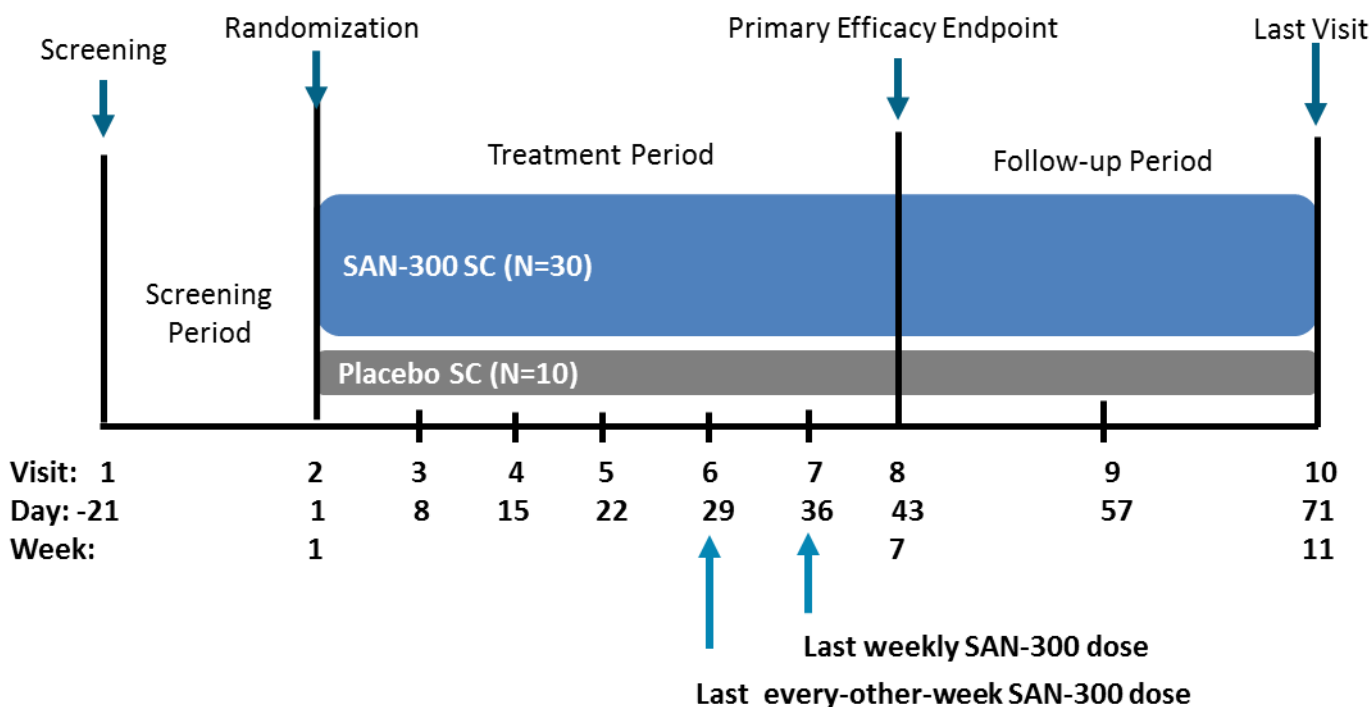 Screening
Randomization
Primary Efficacy Endpoint
Last Visit
Treatment Period
Follow-up Period
Screening
Period
SAN-300 SC (N=30)
Placebo SC (N=10)
Visit: 1 2 3 4 5 6 7 8 9 10
Day: -21 1 8 15 22 29 36 43 57 71
Week: 1 7 11
Last weekly SAN-300 dose
Last every-other-week SAN-300 dose